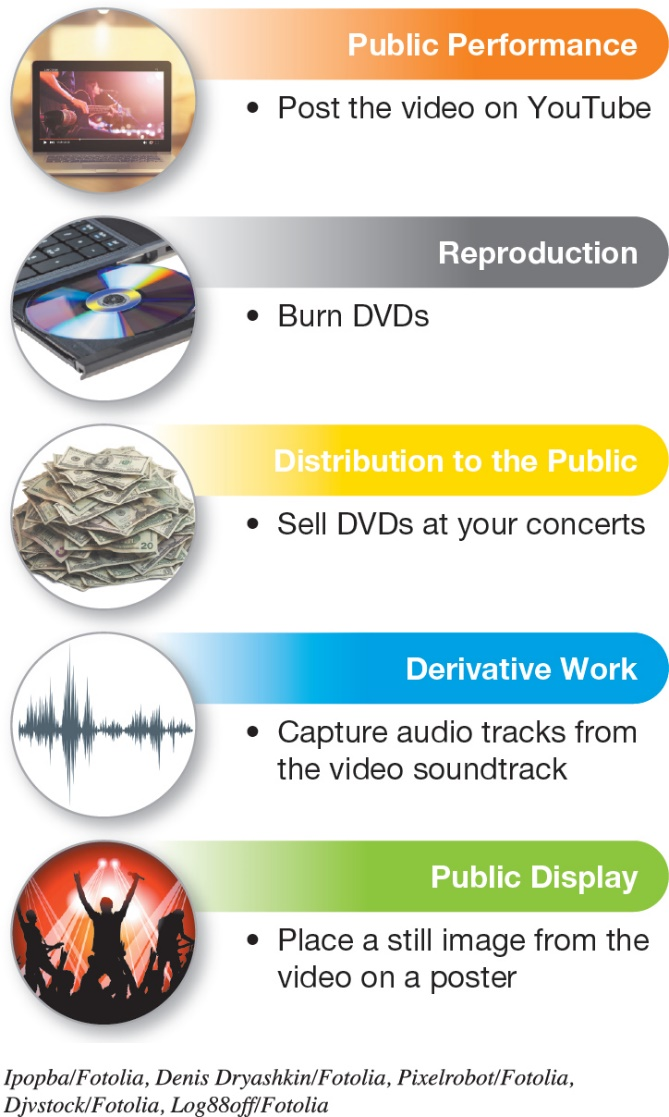 Public Performance
• Post the video on YouTube
Reproduction
• Burn DVDs
Distribution to the Public
• Sell DVDs at your concerts
Derivative Work
• Capture audio tracks from
the video soundtrack
Public Display
• Place a still image from the
video on a poster
Ipopba/Fotolia, Denis Dryashkin/Fotolia, Pixelrobot/Fotolia,
Djvstock/Fotolia, Log88off/Fotolia